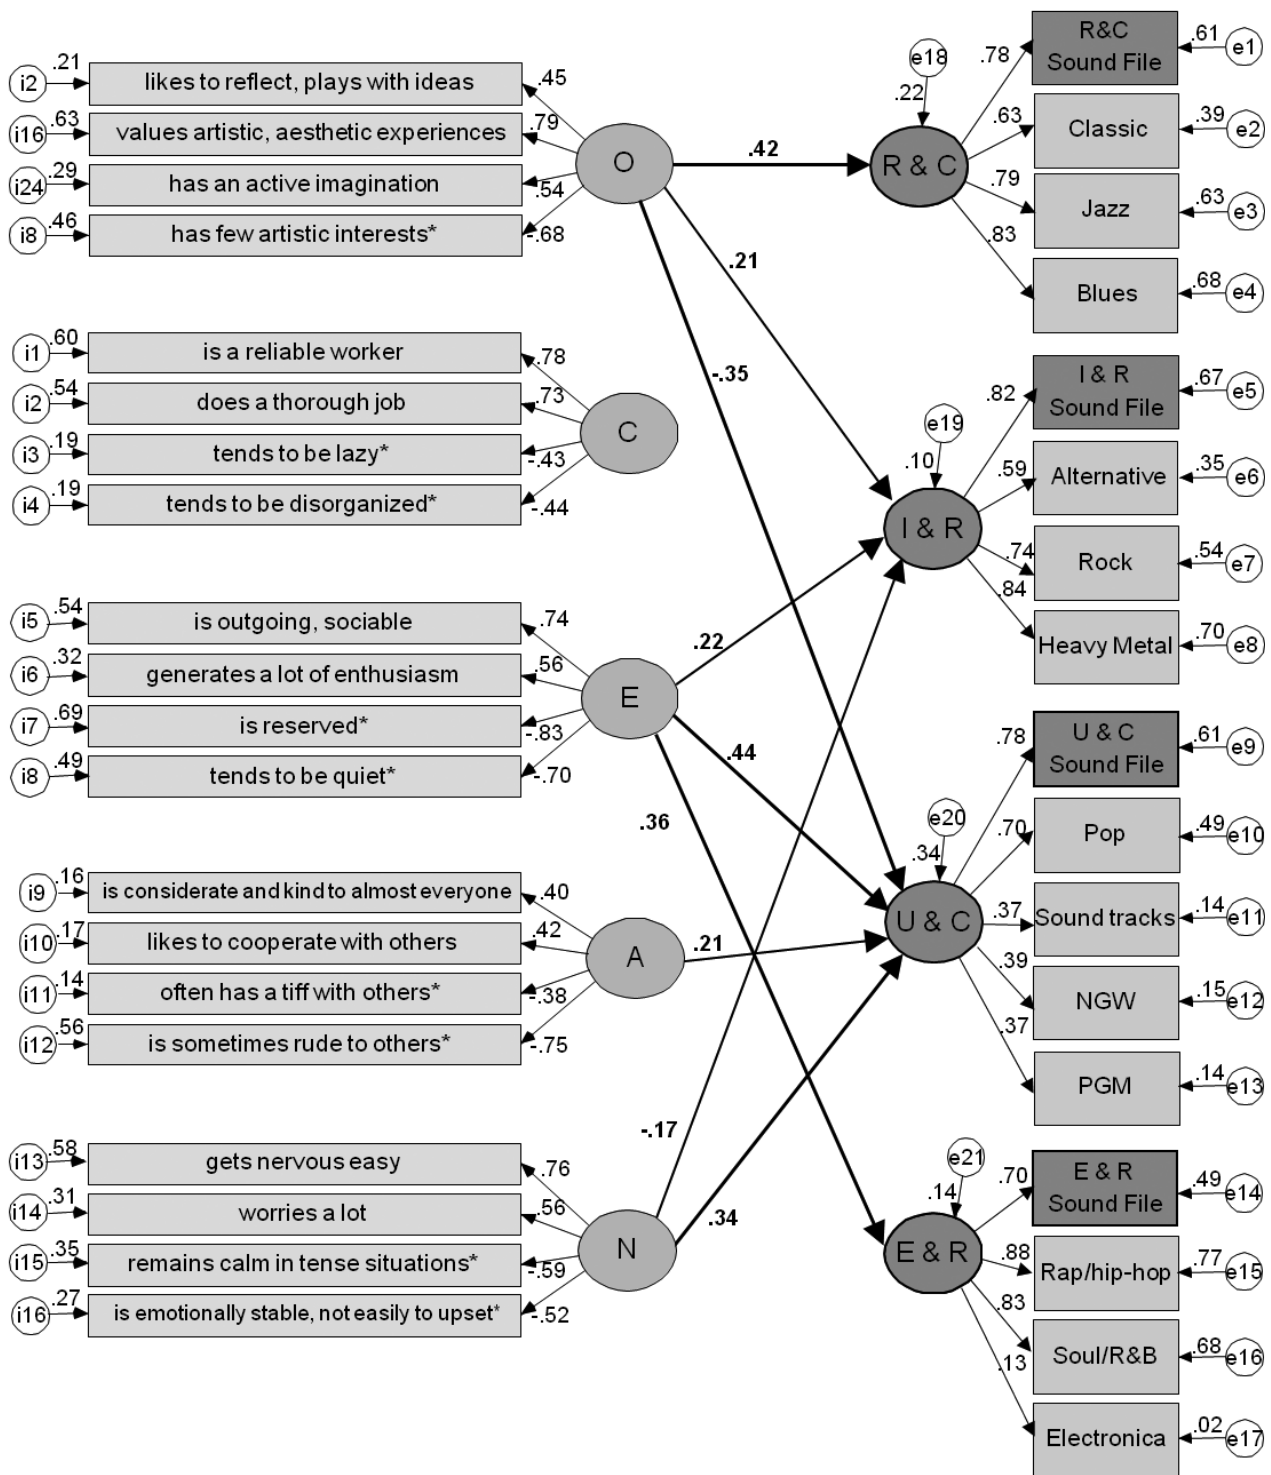 i2 .21 likes to reflect, plays with ideas .45
i16 .63 values artistic, aesthetic experiences .79
i24 .29 has an active imagination .54
i8 .46 has few artistic interests* -.68
O
i1 .60 is a reliable worker .78
i2 .54 does a thorough job .73
i3 .19 tends to be lazy* -.43
i4 .19 tends to be disorganized* -.44
C
i5 .54 is outgoing, sociable .74
i6 .32 generates a lot of enthusiasm .56
i7 .69 is reserved* -.83
i8 .49 tends to be quiet* -.70
E
i9 .16 is considerate and kind to almost everyone .40
i10 .17 likes to cooperate with others .42
i11 .14 often has a tiff with others* -.38
i12 .56 is sometimes rude to others* -.75
A
i13 .58 gets nervous easy .76
i14 .31 worries a lot .56
i15 .35 remains calm in tense situations* -.59
i16 .27 is emotionally stable, not easily to upset* -.52
N
.42
.21
-.35
.22
.44
.36
.21
-.17
.34
e18
.22
R & C
.78 R&C
Sound File .61 e1
.63 Classic .39 e2
.79 Jazz .63 e3
.83 Blues .68 e4
e19
.10
I & R
.82 I & R
Sound File .67 e5
.59 Alternative .35 e6
.74 Rock .54 e7
.84 Heavy Metal .70 e8
e20
.34
U & C
.78 U & C
Sound File .61 e9
.70 Pop .49 e10
.37 Sound tracks .14 e11
.39 NGW .15 e12
.37 PGM .14 e13
e21
.14
E & R
.70 E & R
Sound File .49 e14
.88 Rap/hip-hop .77 e15
.83 Soul/R&B .68 e16
.13 Electronica .02 e17